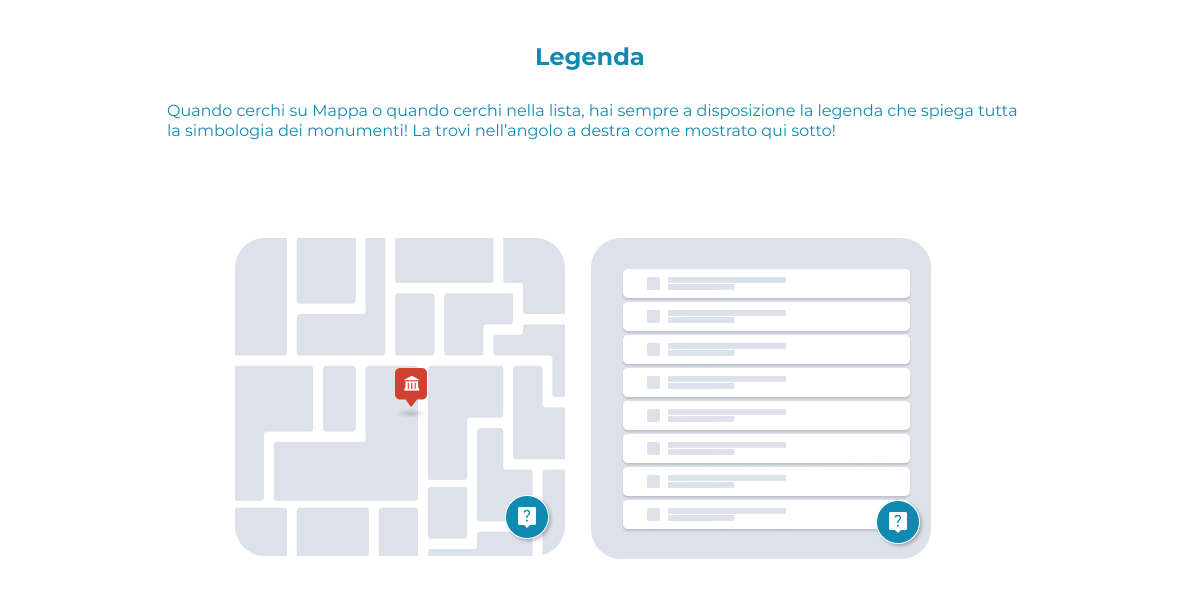 Legenda
Quando cerchi su Mappa o quando cerchi nella lista, hai sempre a disposizione la legenda che spiega tutta
la simbologia dei monumenti! La trovi nell’angolo a destra come mostrato qui sotto!
?
?